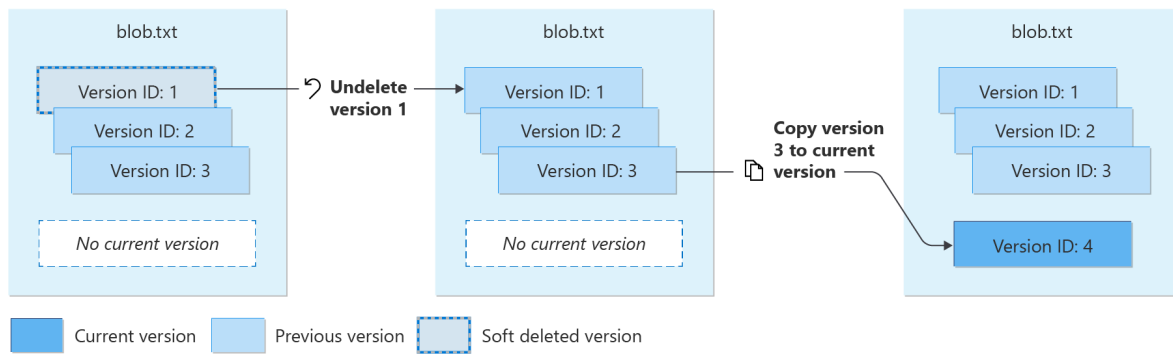 blob.txt
Version ID: 1
Version ID: 2
Version ID: 3
No current version
Undelete
version 1
blob.txt
Version ID: 1
Version ID: 2
Version ID: 3
No current version
Copy version
3 to current
version
blob.txt
Version ID: 1
Version ID: 2
Version ID: 3
Version ID: 4
Current version
Previous version
Soft deleted version